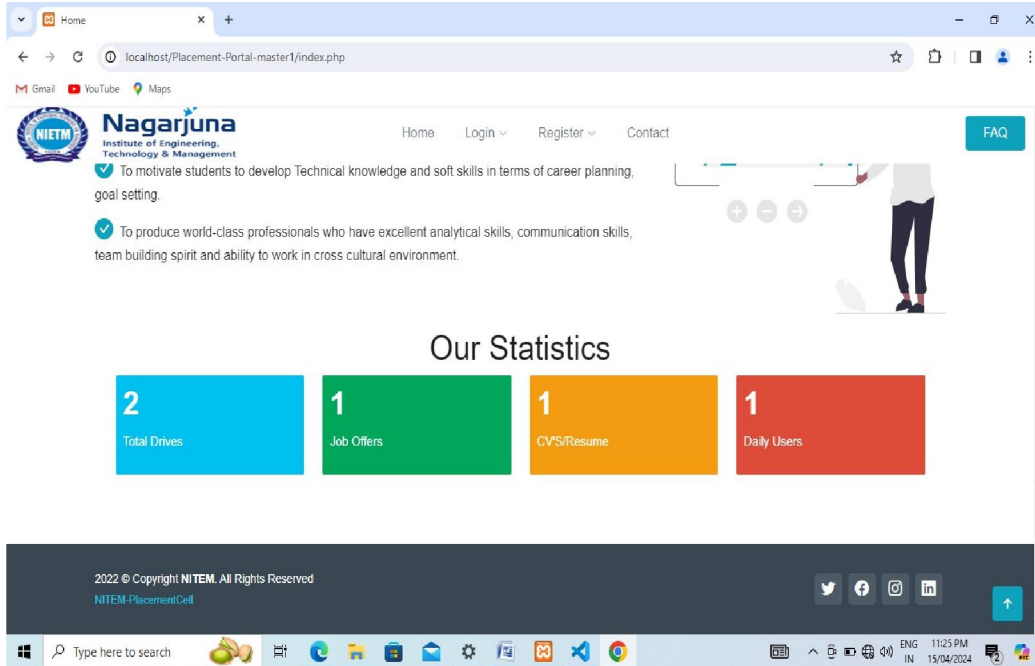 Home
localhost/Placement-Portal-master1/index.php
Gmail YouTube Maps
NIETM
Nagarjuna
Institute of Engineering,
Technology & Management
Home Login Register Contact FAQ
To motivate students to develop Technical knowledge and soft skills in terms of career planning,
goal setting.
To produce world-class professionals who have excellent analytical skills, communication skills,
team building spirit and ability to work in cross cultural environment.
Our Statistics
2 1 1 1
Total Drives Job Offers CV'S/Resume Daily Users
2022 © Copyright NITEM. All Rights Reserved
NITEM-PlacementCell
Type here to search
ENG 11:25 PM
IN 15/04/2024 2